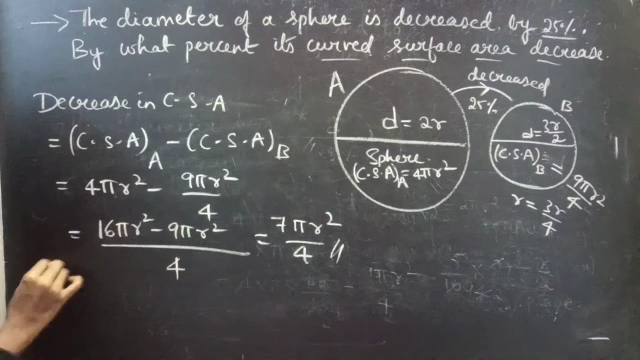 → The diameter of a sphere is decreased by 25%.
By what percent its curved surface area decrease.
Decrease in C.S.A
= (C.S.A)A - (C.S.A)B
= 4πr² - 9πr²/4
= 16πr² - 9πr²/4 = 7πr²/4 //
A
d = 2r
Sphere
(C.S.A)A = 4πr²
decreased
25%
B
d = 3r/2
(C.S.A)B = 9πr²/4
r = 3r/4